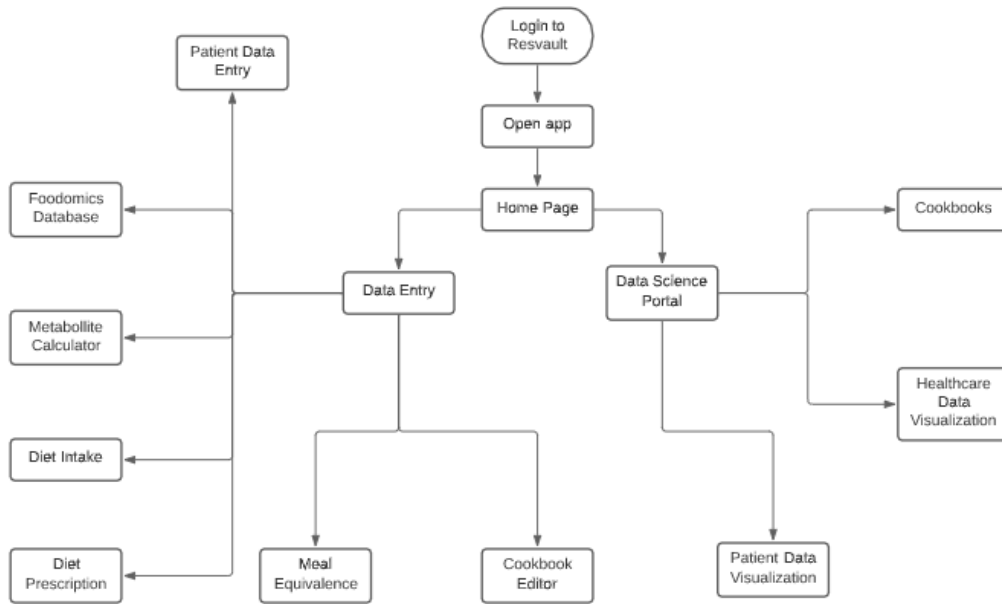 Login to
Resvault
Patient Data
Entry
Open app
Foodomics
Database
Home Page
Cookbooks
Data Entry
Data Science
Portal
Metabollite
Calculator
Healthcare
Data
Visualization
Diet Intake
Diet
Prescription
Meal
Equivalence
Cookbook
Editor
Patient Data
Visualization